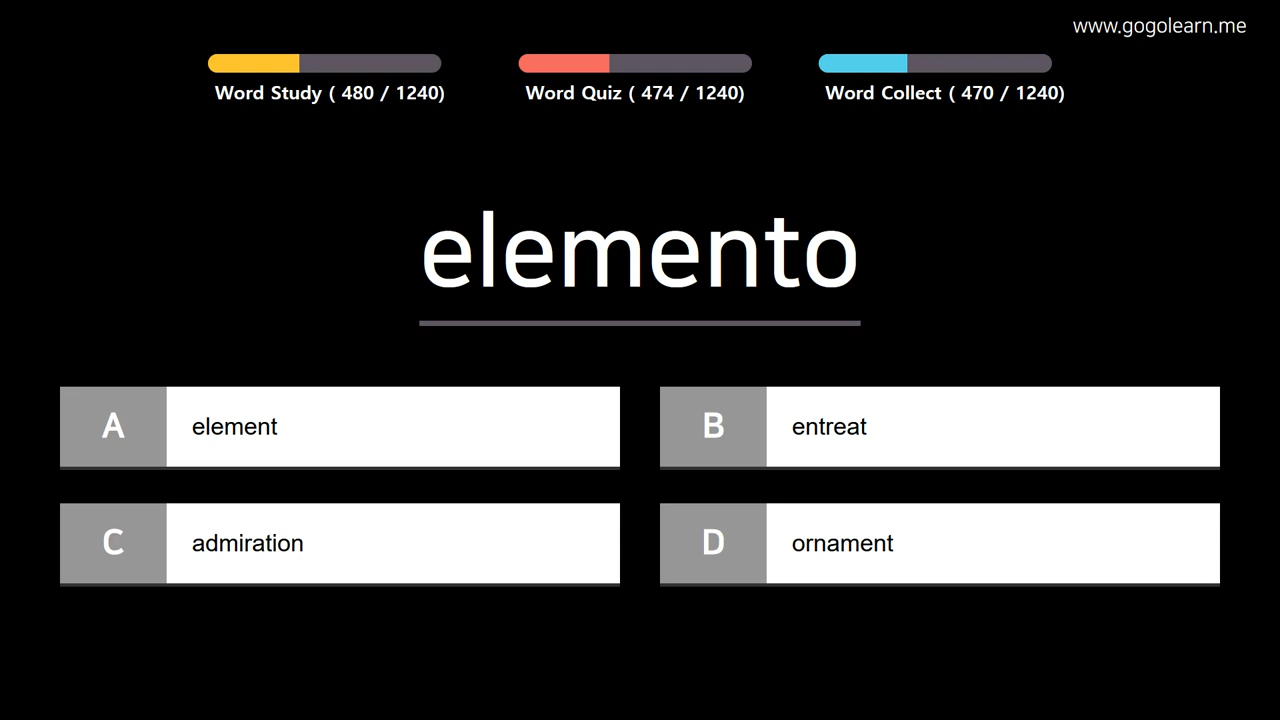 www.gogolearn.me
Word Study ( 480 / 1240)
Word Quiz ( 474 / 1240)
Word Collect ( 470 / 1240)
elemento
A element
B entreat
C admiration
D ornament